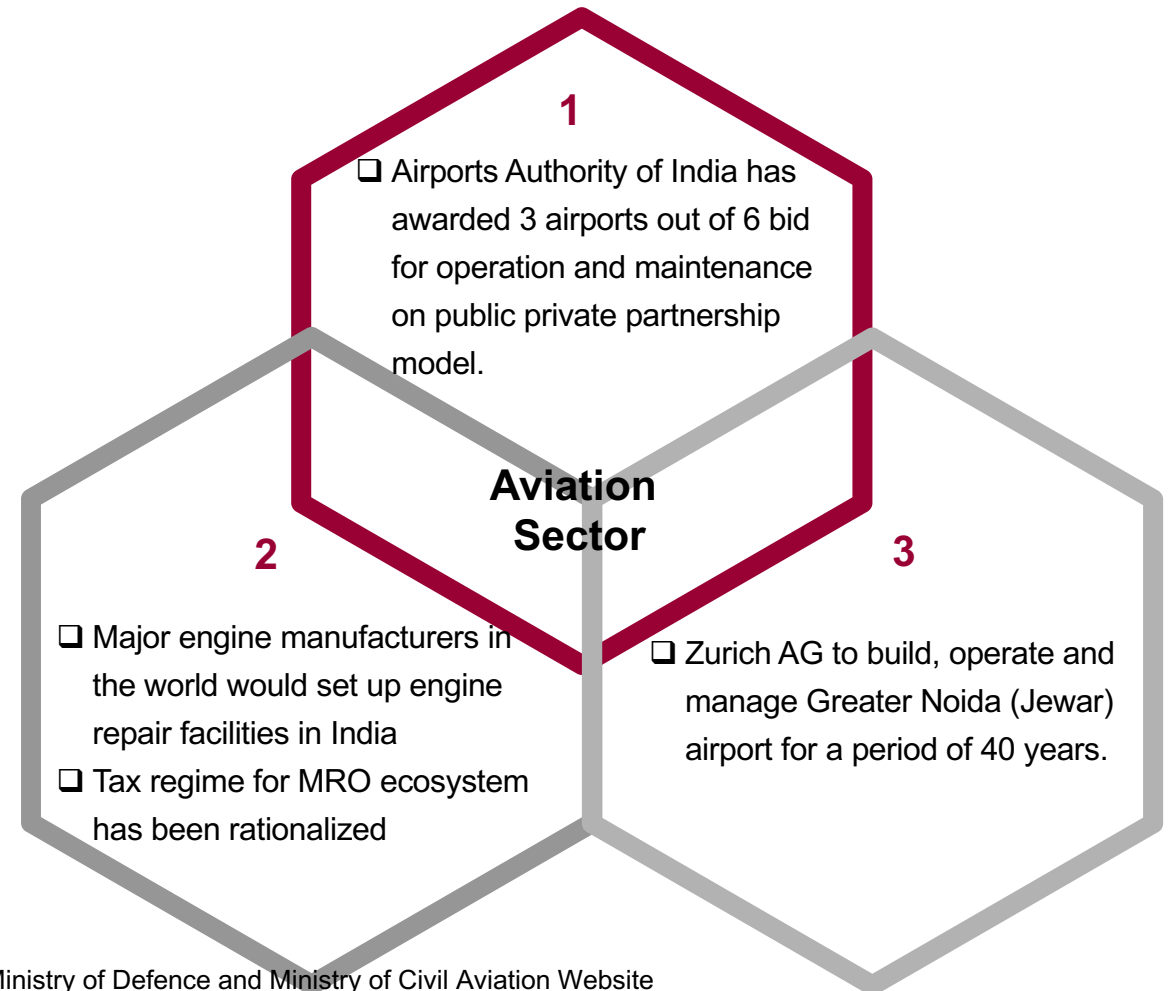 1
❑ Airports Authority of India has
awarded 3 airports out of 6 bid
for operation and maintenance
on public private partnership
model.
Aviation
Sector
2
❑ Major engine manufacturers in
the world would set up engine
repair facilities in India
❑ Tax regime for MRO ecosystem
has been rationalized
3
❑ Zurich AG to build, operate and
manage Greater Noida (Jewar)
airport for a period of 40 years.
Ministry of Defence and Ministry of Civil Aviation Website